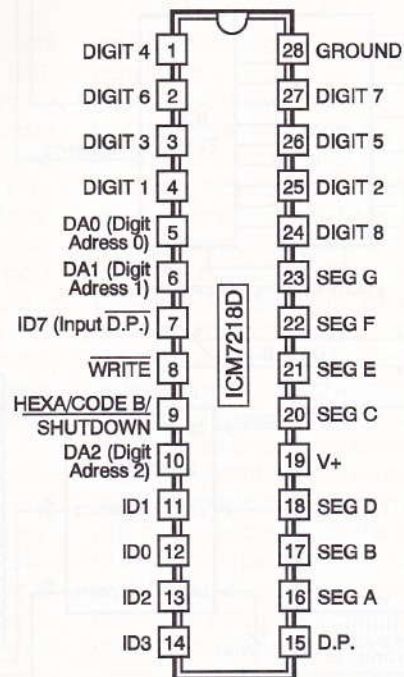 DIGIT 4 1
DIGIT 6 2
DIGIT 3 3
DIGIT 1 4
DA0 (Digit
Adress 0) 5
DA1 (Digit
Adress 1) 6
ID7 (Input D.P.) 7
WRITE 8
HEXA/CODE B/
SHUTDOWN 9
DA2 (Digit
Adress 2) 10
ID1 11
ID0 12
ID2 13
ID3 14
ICM7218D
28 GROUND
27 DIGIT 7
26 DIGIT 5
25 DIGIT 2
24 DIGIT 8
23 SEG G
22 SEG F
21 SEG E
20 SEG C
19 V+
18 SEG D
17 SEG B
16 SEG A
15 D.P.